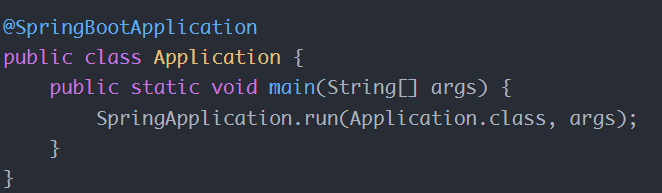 @SpringBootApplication
public class Application {
    public static void main(String[] args) {
        SpringApplication.run(Application.class, args);
    }
}